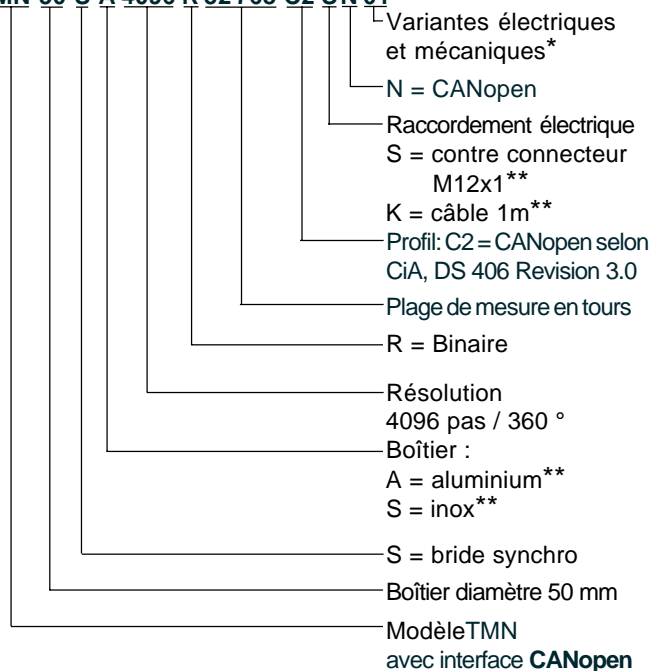 Variantes électriques
et mécaniques*
N = CANopen
Raccordement électrique
S = contre connecteur
M12x1**
K = câble 1m**
Profil: C2 = CANopen selon
CiA, DS 406 Revision 3.0
Plage de mesure en tours
R = Binaire
Résolution
4096 pas / 360 °
Boîtier :
A = aluminium**
S = inox**
S = bride synchro
Boîtier diamètre 50 mm
ModèleTMN
avec interface CANopen